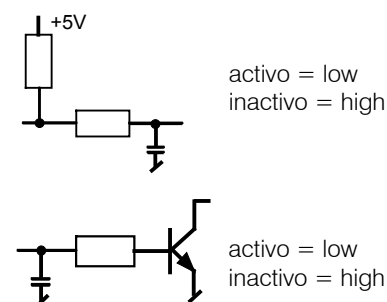 +5V
activo = low
inactivo = high
activo = low
inactivo = high